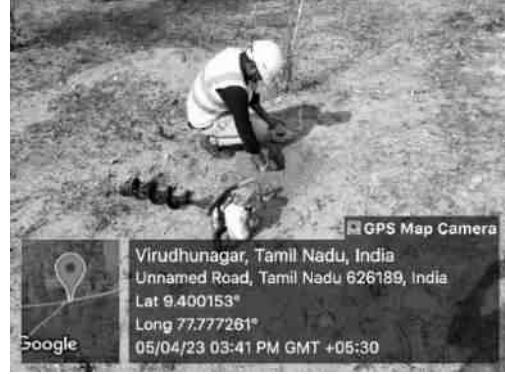 GPS Map Camera
Virudhunagar, Tamil Nadu, India
Unnamed Road, Tamil Nadu 626189, India
Lat 9.400153°
Long 77.777261°
05/04/23 03:41 PM GMT +05:30
Google